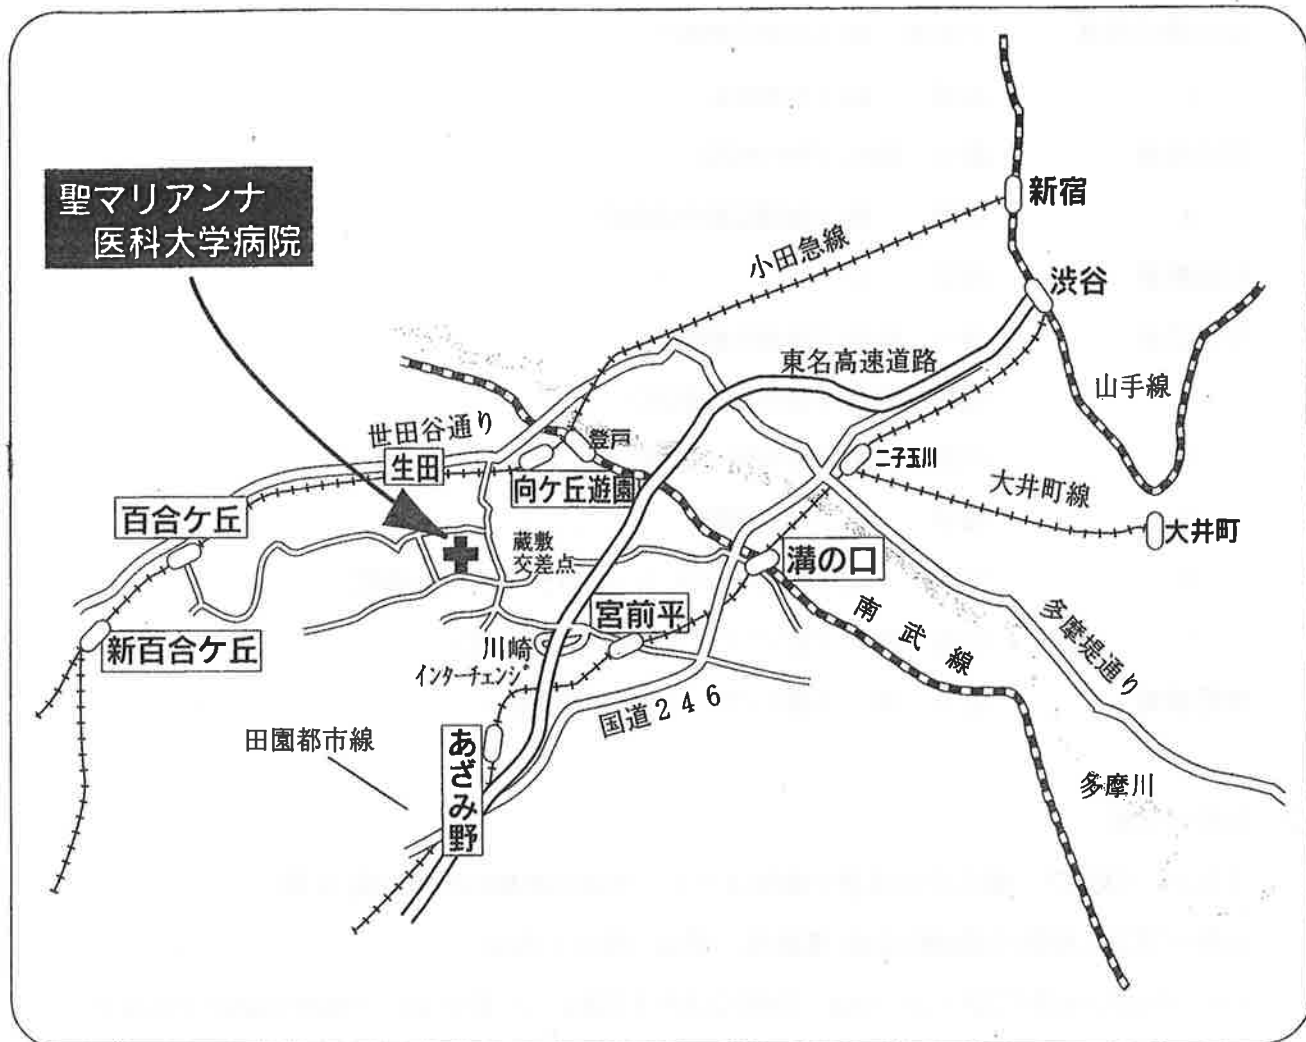 聖マリアンナ
医科大学病院
新宿
小田急線
渋谷
東名高速道路
山手線
世田谷通り
登戸
二子玉川
生田
向ケ丘遊園
大井町線
百合ケ丘
蔵敷
交差点
大井町
溝の口
宮前平
南武線
多摩堤通り
新百合ケ丘
川崎
インターチェンジ
国道246
田園都市線
あざみ野
多摩川